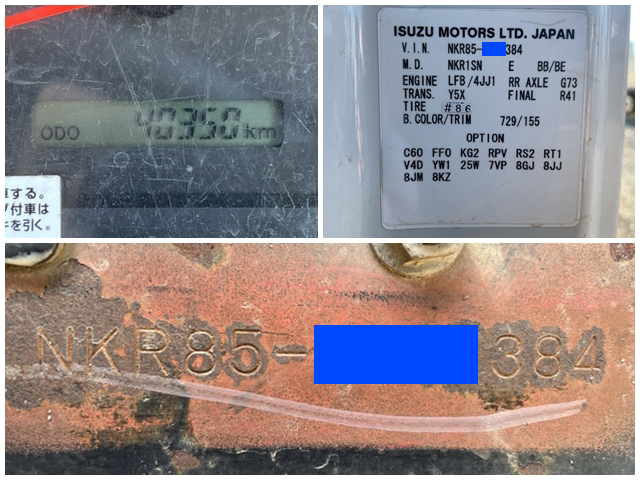 ODO 40350 km
車する。
付車は
キを引く。
ISUZU MOTORS LTD. JAPAN
V.I.N. NKR85- 384
M.D. NKR1SN E BB/BE
ENGINE LFB/4JJ1 RR AXLE G73
TRANS. Y5X FINAL R41
TIRE #86
B.COLOR/TRIM 729/155
OPTION
C60 FF0 KG2 RPV RS2 RT1
V4D YW1 25W 7VP 8GJ 8JJ
8JM 8KZ
NKR85- 384